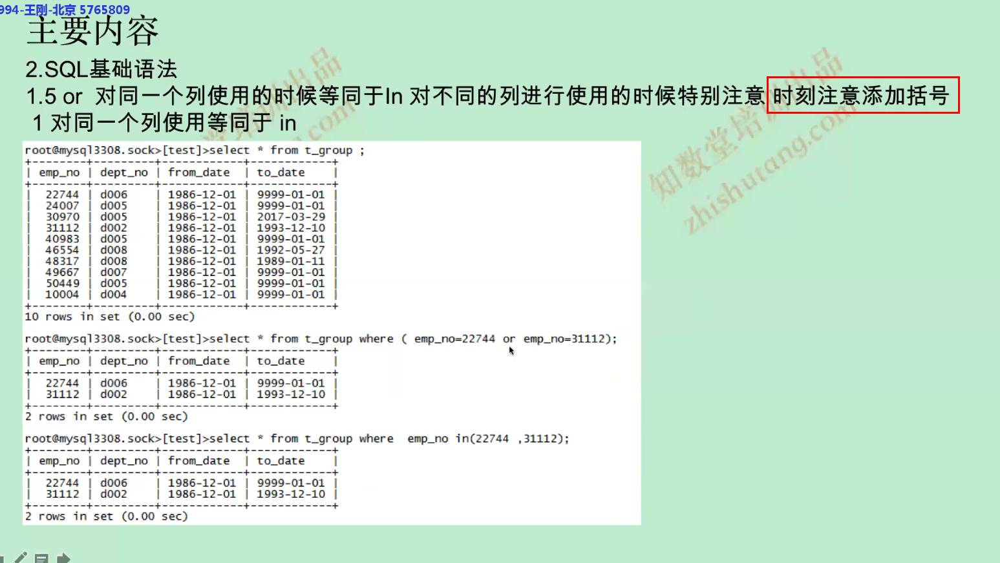 994-王刚-北京 5765809
主要内容
2.SQL基础语法
1.5 or 对同一个列使用的时候等同于In 对不同的列进行使用的时候特别注意 时刻注意添加括号
1 对同一个列使用等同于 in
知数堂培训出品
zhishutang.com
root@mysql3308.sock>[test]>select * from t_group ;
+--------+---------+------------+------------+
| emp_no | dept_no | from_date  | to_date    |
+--------+---------+------------+------------+
|  22744 | d006    | 1986-12-01 | 9999-01-01 |
|  24007 | d005    | 1986-12-01 | 9999-01-01 |
|  30970 | d005    | 1986-12-01 | 2017-03-29 |
|  31112 | d002    | 1986-12-01 | 1993-12-10 |
|  40983 | d005    | 1986-12-01 | 9999-01-01 |
|  46554 | d008    | 1986-12-01 | 1992-05-27 |
|  48317 | d008    | 1986-12-01 | 1989-01-11 |
|  49667 | d007    | 1986-12-01 | 9999-01-01 |
|  50449 | d005    | 1986-12-01 | 9999-01-01 |
|  10004 | d004    | 1986-12-01 | 9999-01-01 |
+--------+---------+------------+------------+
10 rows in set (0.00 sec)
root@mysql3308.sock>[test]>select * from t_group where ( emp_no=22744 or emp_no=31112);
+--------+---------+------------+------------+
| emp_no | dept_no | from_date  | to_date    |
+--------+---------+------------+------------+
|  22744 | d006    | 1986-12-01 | 9999-01-01 |
|  31112 | d002    | 1986-12-01 | 1993-12-10 |
+--------+---------+------------+------------+
2 rows in set (0.00 sec)
root@mysql3308.sock>[test]>select * from t_group where  emp_no in(22744 ,31112);
+--------+---------+------------+------------+
| emp_no | dept_no | from_date  | to_date    |
+--------+---------+------------+------------+
|  22744 | d006    | 1986-12-01 | 9999-01-01 |
|  31112 | d002    | 1986-12-01 | 1993-12-10 |
+--------+---------+------------+------------+
2 rows in set (0.00 sec)